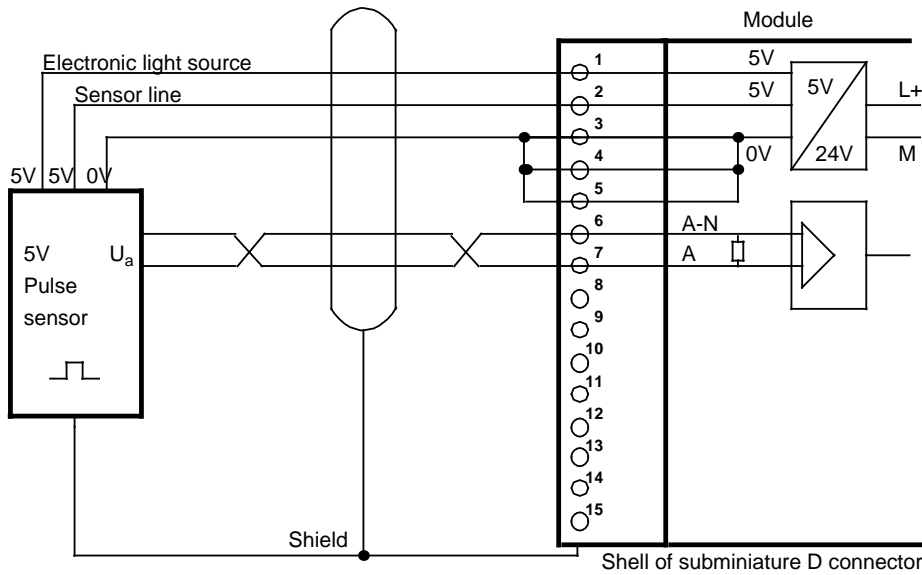 Module
Electronic light source
1
5V
5V
L+
Sensor line
2
5V
3
4
0V
24V
M
5V 5V 0V
5
6
A-N
5V
Pulse
sensor
Ua
7
A
8
9
10
11
12
13
14
15
Shield
Shell of subminiature D connector